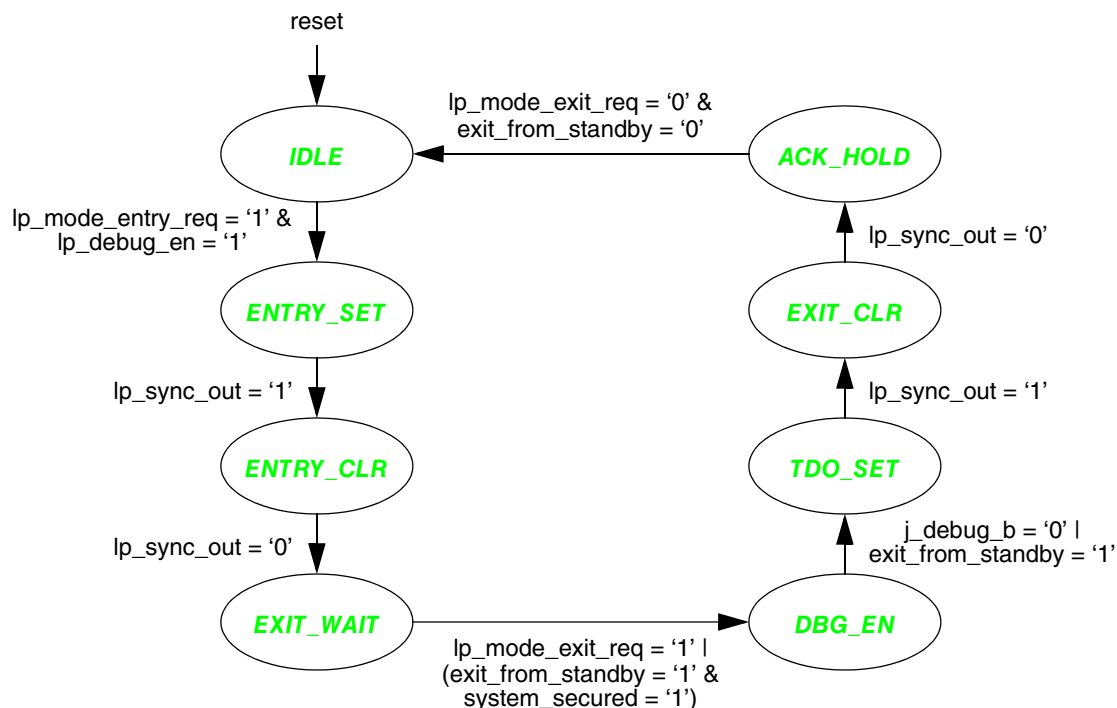 reset
lp_mode_exit_req = ‘0’ &
exit_from_standby = ‘0’
IDLE
ACK_HOLD
lp_mode_entry_req = ‘1’ &
lp_debug_en = ‘1’
lp_sync_out = ‘0’
ENTRY_SET
EXIT_CLR
lp_sync_out = ‘1’
lp_sync_out = ‘1’
ENTRY_CLR
TDO_SET
lp_sync_out = ‘0’
j_debug_b = ‘0’ |
exit_from_standby = ‘1’
EXIT_WAIT
DBG_EN
lp_mode_exit_req = ‘1’ |
(exit_from_standby = ‘1’ &
system_secured = ‘1’)